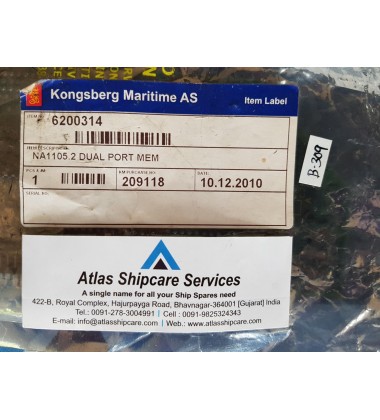 Kongsberg Maritime AS
Item Label
6200314
NA1105.2 DUAL PORT MEM
1
209118
DATE:
10.12.2010
B-309
Atlas Shipcare Services
A single name for all your Ship Spares need
422-B, Royal Complex, Hajurpayga Road, Bhavnagar-364001 [Gujarat] India
Tel.: 0091-278-3004991 | Cell : 0091-9825324343
E-mail: info@atlasshipcare.com | Web.: www.atlasshipcare.com